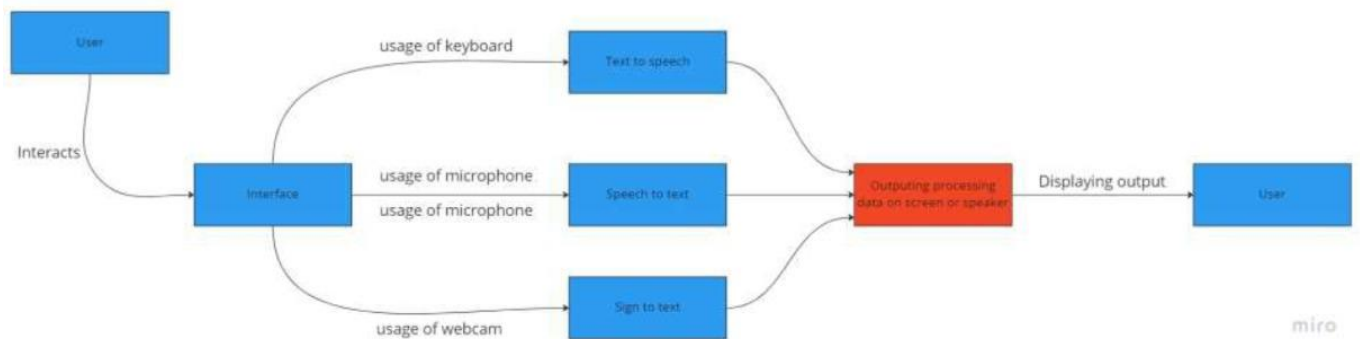 User
usage of keyboard
Text to speech
Interacts
Interface
usage of microphone
usage of microphone
Speech to text
Outputing processing
data on screen or speaker
Displaying output
User
usage of webcam
Sign to text
miro